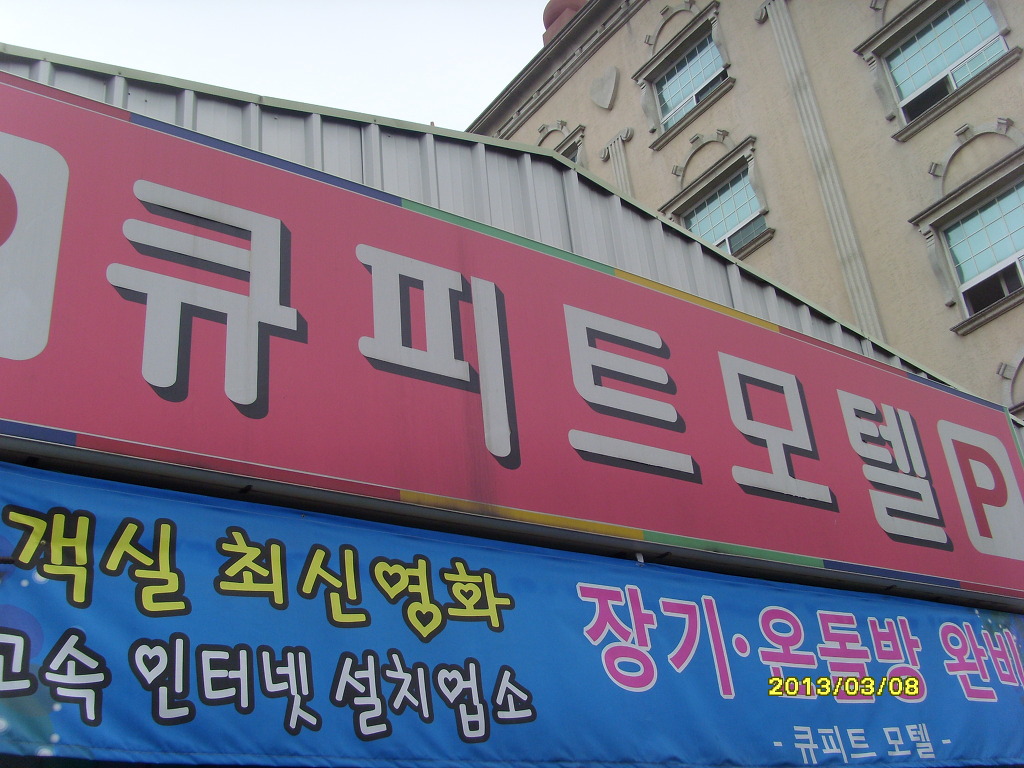 큐피트모텔 P
객실 최신영화
고속 인터넷 설치업소
장기·온돌방 완비
- 큐피트 모텔 -
2013/03/08